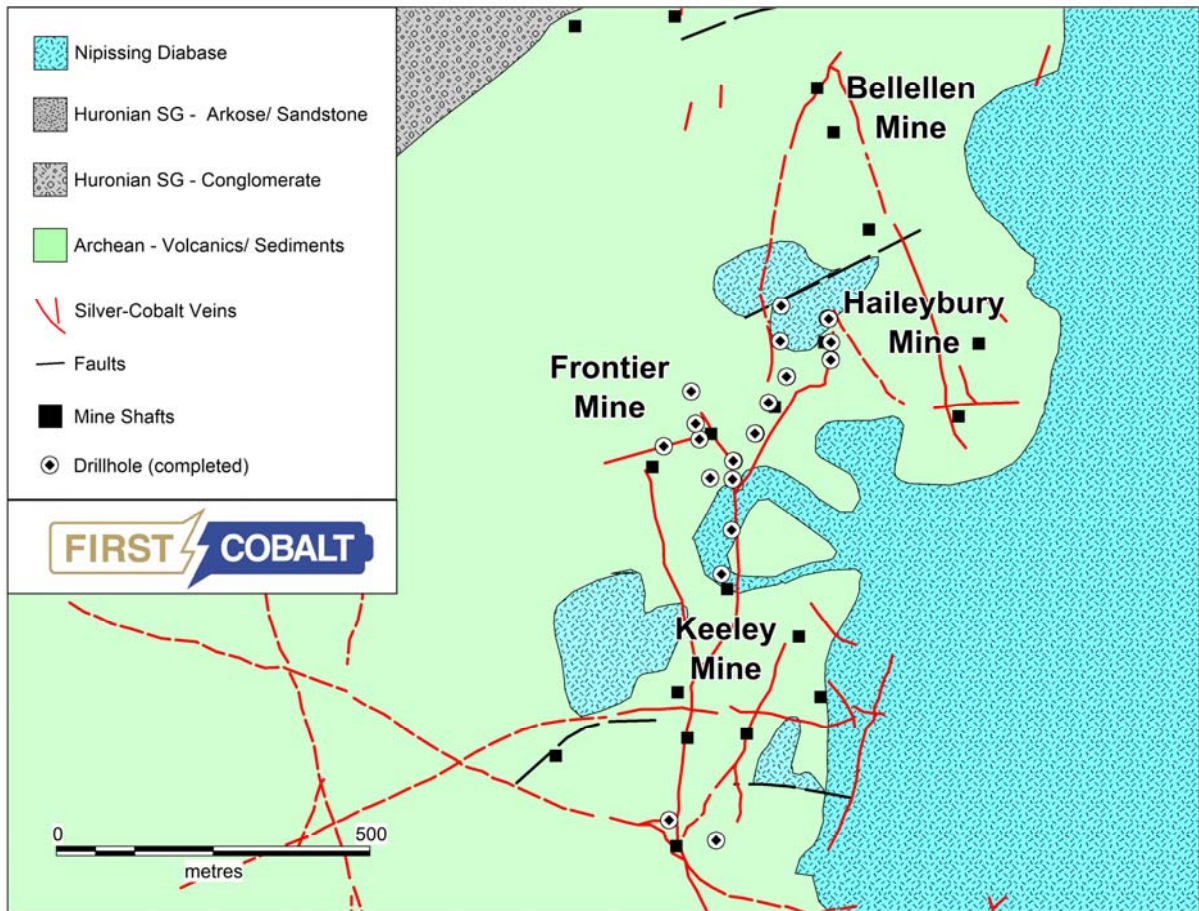 Nipissing Diabase
Huronian SG - Arkose/ Sandstone
Huronian SG - Conglomerate
Archean - Volcanics/ Sediments
Silver-Cobalt Veins
Faults
Mine Shafts
Drillhole (completed)
FIRST COBALT
Bellellen
Mine
Haileybury
Mine
Frontier
Mine
Keeley
Mine
0 500
metres